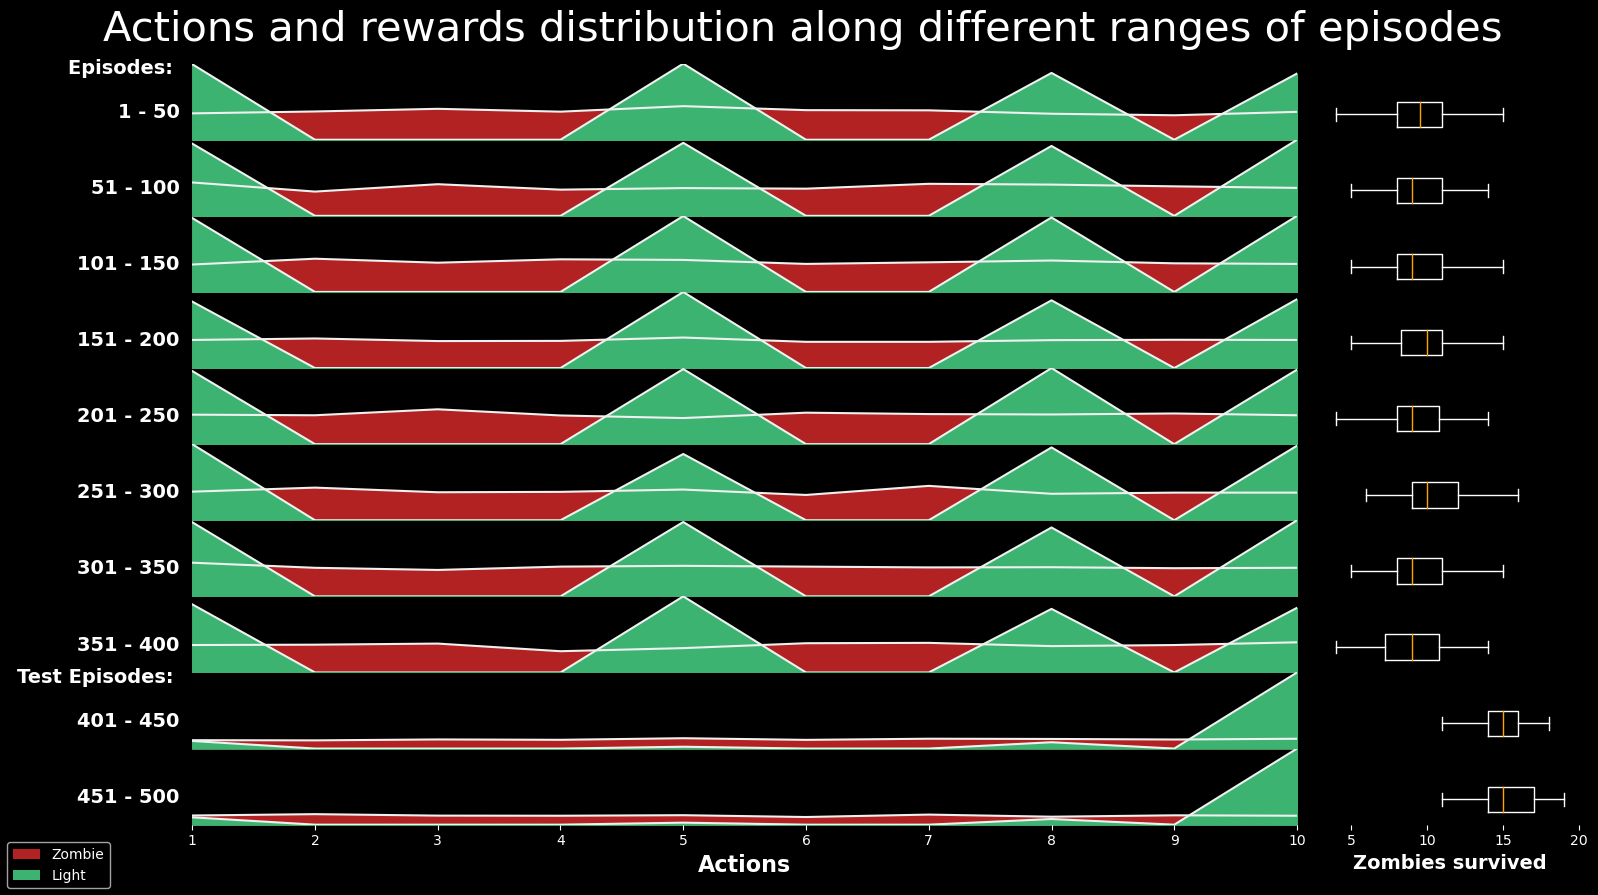 Actions and rewards distribution along different ranges of episodes
Episodes:
1 - 50
51 - 100
101 - 150
151 - 200
201 - 250
251 - 300
301 - 350
351 - 400
Test Episodes:
401 - 450
451 - 500
1 2 3 4 5 6 7 8 9 10 5 10 15 20
Actions
Zombies survived
Zombie
Light